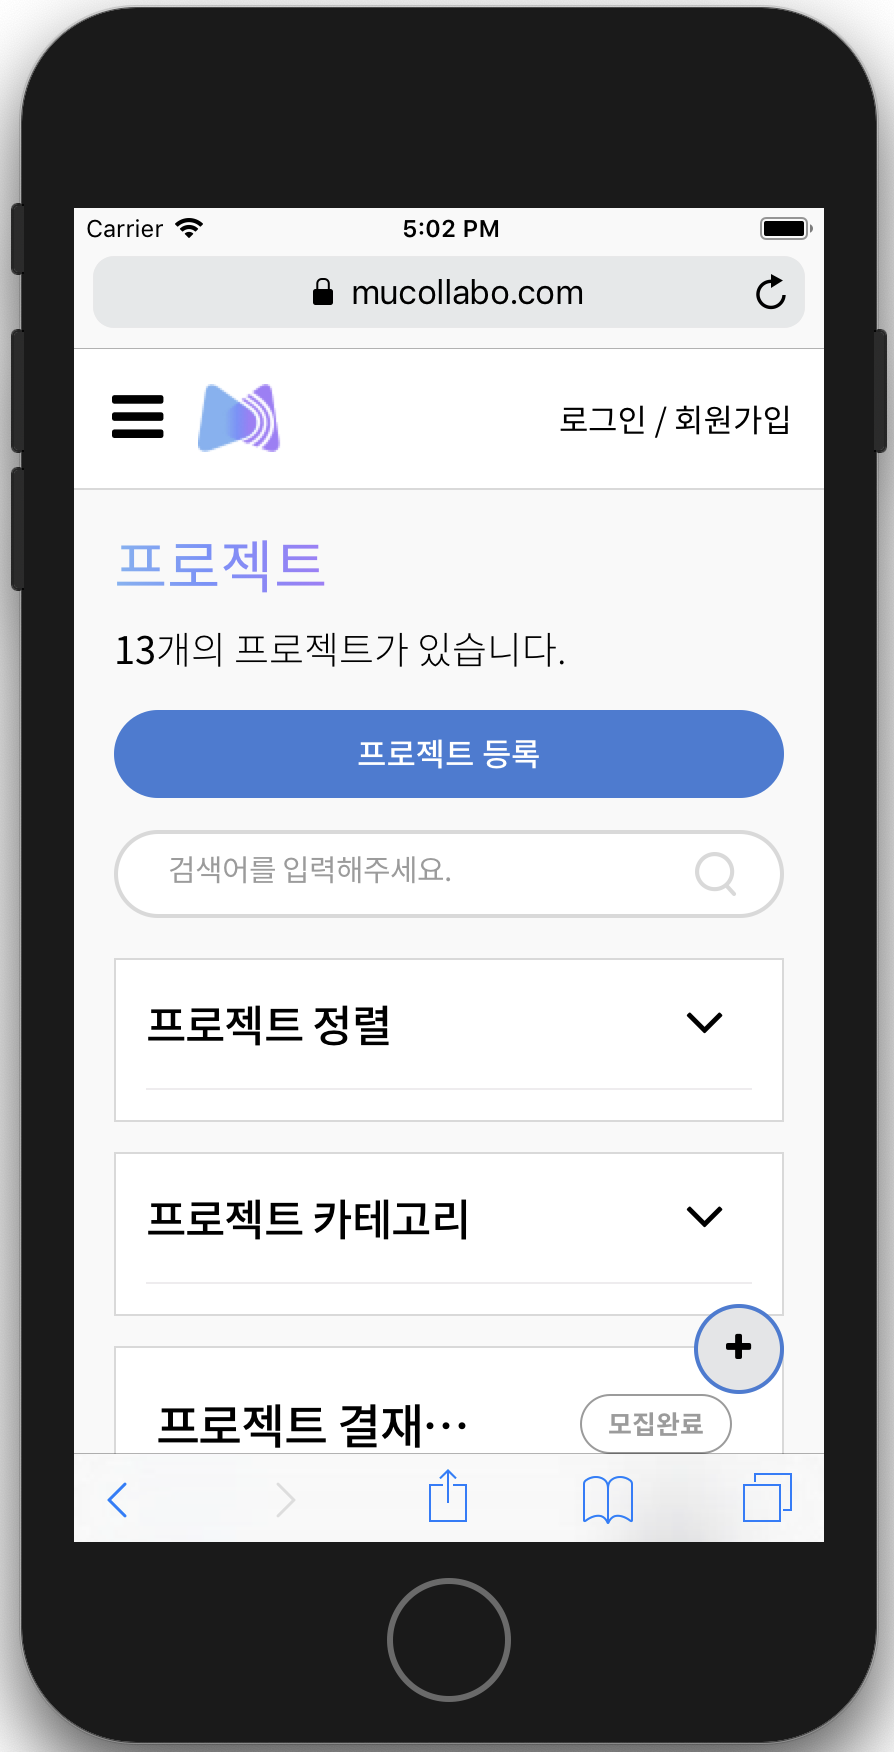 Carrier 5:02 PM
mucollabo.com
로그인 / 회원가입
프로젝트
13개의 프로젝트가 있습니다.
프로젝트 등록
검색어를 입력해주세요.
프로젝트 정렬
프로젝트 카테고리
+
프로젝트 결재… 모집완료